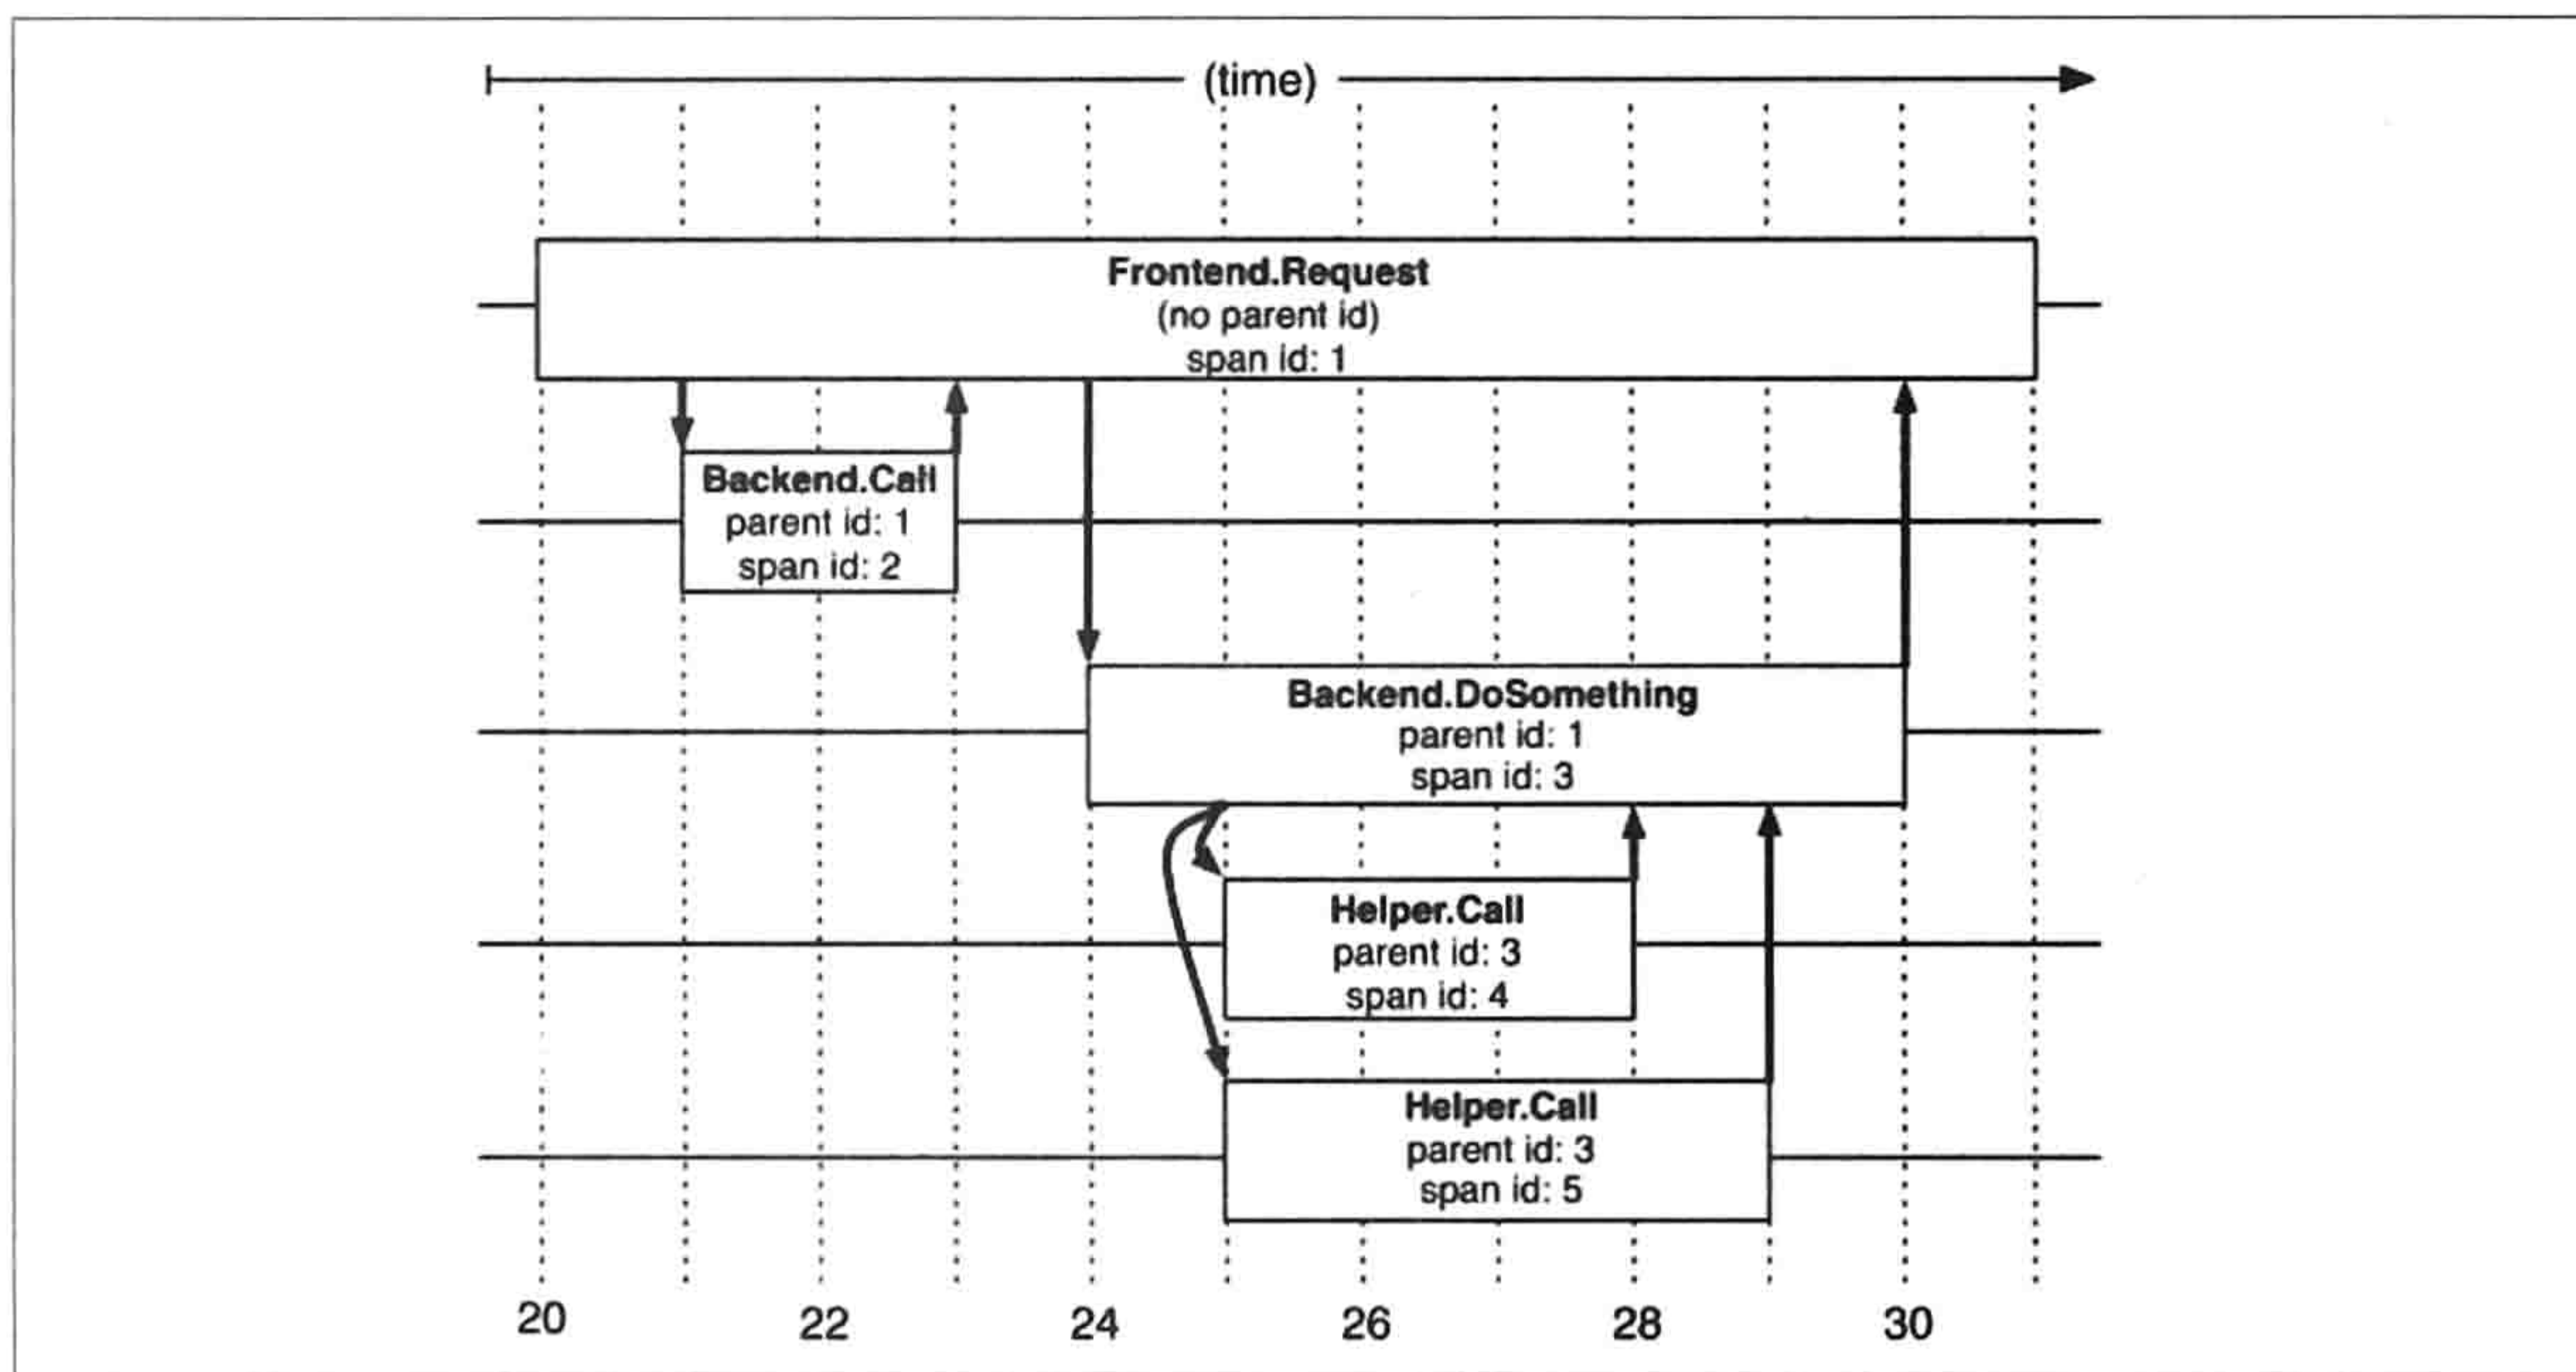 (time)
Frontend.Request
(no parent id)
span id: 1
Backend.Call
parent id: 1
span id: 2
Backend.DoSomething
parent id: 1
span id: 3
Helper.Call
parent id: 3
span id: 4
Helper.Call
parent id: 3
span id: 5
20 22 24 26 28 30